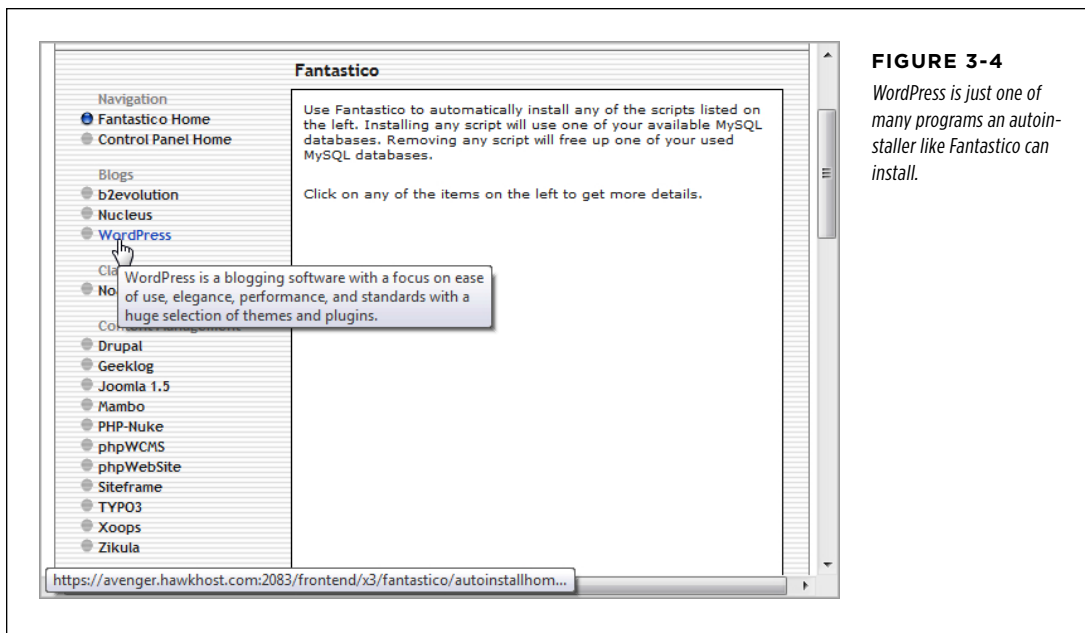 Fantastico
Navigation
Fantastico Home
Control Panel Home
Blogs
b2evolution
Nucleus
WordPress
Cla
No
Content Management
Drupal
Geeklog
Joomla 1.5
Mambo
PHP-Nuke
phpWCMS
phpWebSite
Siteframe
TYPO3
Xoops
Zikula
Use Fantastico to automatically install any of the scripts listed on
the left. Installing any script will use one of your available MySQL
databases. Removing any script will free up one of your used
MySQL databases.
Click on any of the items on the left to get more details.
WordPress is a blogging software with a focus on ease
of use, elegance, performance, and standards with a
huge selection of themes and plugins.
https://avenger.hawkhost.com:2083/frontend/x3/fantastico/autoinstallhom...
FIGURE 3-4
WordPress is just one of
many programs an autoin-
staller like Fantastico can
install.